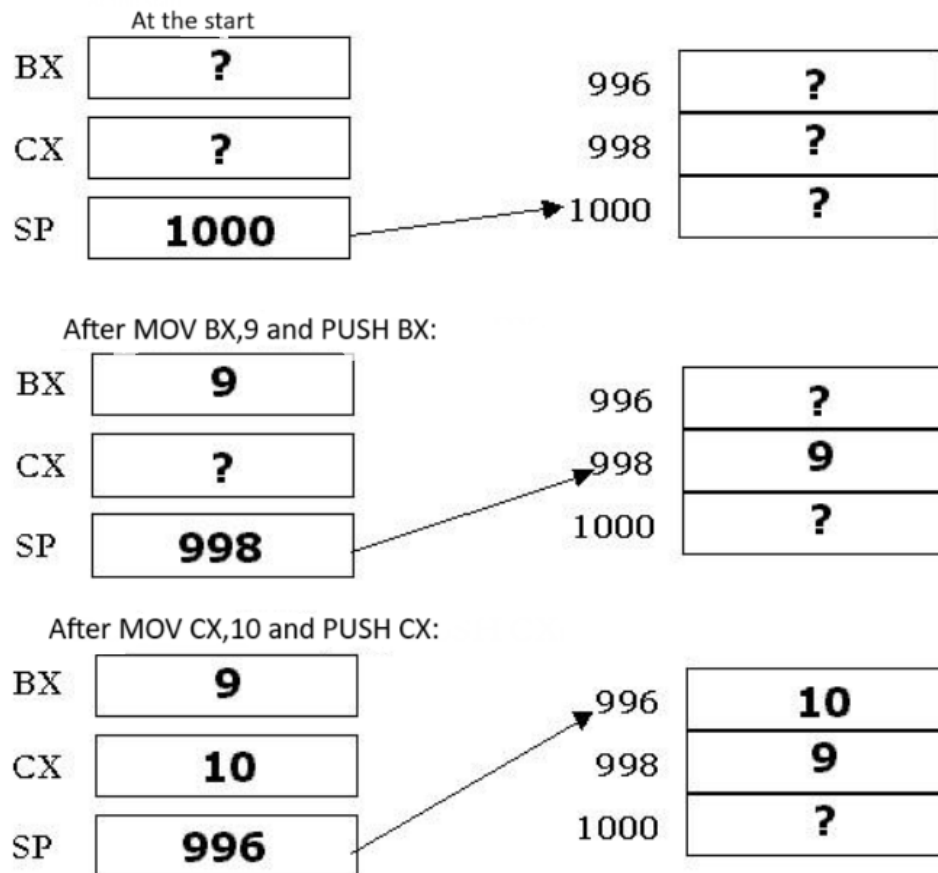 At the start
BX ? 996 ?
CX ? 998 ?
SP 1000 1000 ?
After MOV BX,9 and PUSH BX:
BX 9 996 ?
CX ? 998 9
SP 998 1000 ?
After MOV CX,10 and PUSH CX:
BX 9 996 10
CX 10 998 9
SP 996 1000 ?